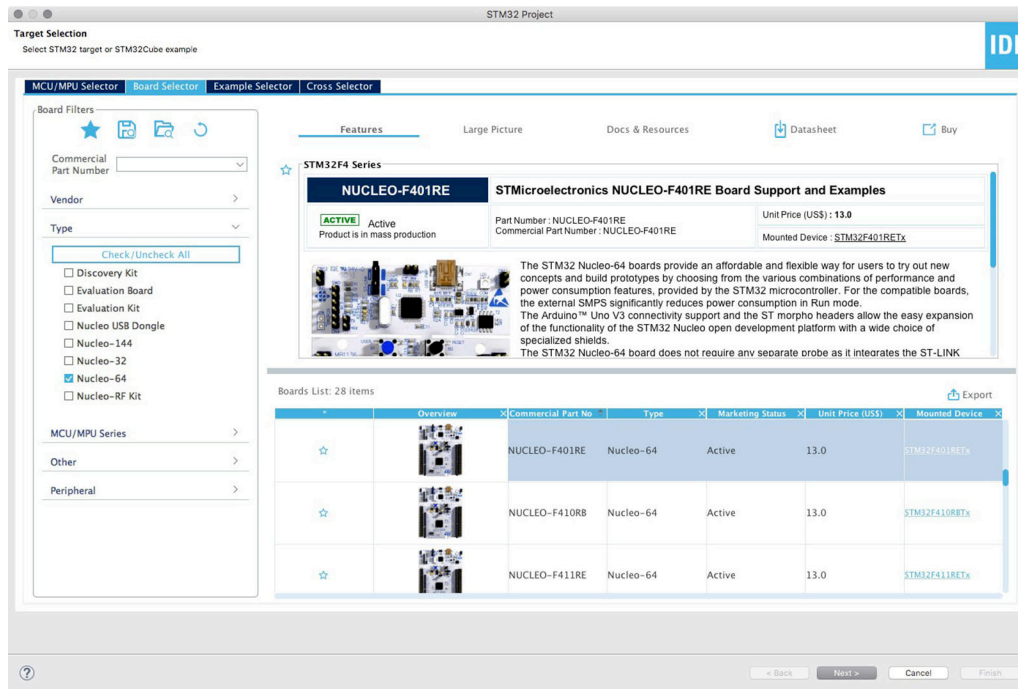 STM32 Project
Target Selection
Select STM32 target or STM32Cube example
IDE
MCU/MPU Selector Board Selector Example Selector Cross Selector
Board Filters
Commercial
Part Number
Vendor
Type
Check/Uncheck All
Discovery Kit
Evaluation Board
Evaluation Kit
Nucleo USB Dongle
Nucleo-144
Nucleo-32
Nucleo-64
Nucleo-RF Kit
MCU/MPU Series
Other
Peripheral
Features Large Picture Docs & Resources Datasheet Buy
STM32F4 Series
NUCLEO-F401RE STMicroelectronics NUCLEO-F401RE Board Support and Examples
ACTIVE Active
Product is in mass production
Part Number : NUCLEO-F401RE
Commercial Part Number : NUCLEO-F401RE
Unit Price (US$) : 13.0
Mounted Device : STM32F401RETx
The STM32 Nucleo-64 boards provide an affordable and flexible way for users to try out new
concepts and build prototypes by choosing from the various combinations of performance and
power consumption features, provided by the STM32 microcontroller. For the compatible boards,
the external SMPS significantly reduces power consumption in Run mode.
The Arduino™ Uno V3 connectivity support and the ST morpho headers allow the easy expansion
of the functionality of the STM32 Nucleo open development platform with a wide choice of
specialized shields.
The STM32 Nucleo-64 board does not require any separate probe as it integrates the ST-LINK
Boards List: 28 items
Export
* Overview Commercial Part No Type Marketing Status Unit Price (US$) Mounted Device
NUCLEO-F401RE Nucleo-64 Active 13.0 STM32F401RETx
NUCLEO-F410RB Nucleo-64 Active 13.0 STM32F410RBTx
NUCLEO-F411RE Nucleo-64 Active 13.0 STM32F411RETx
? < Back Next > Cancel Finish